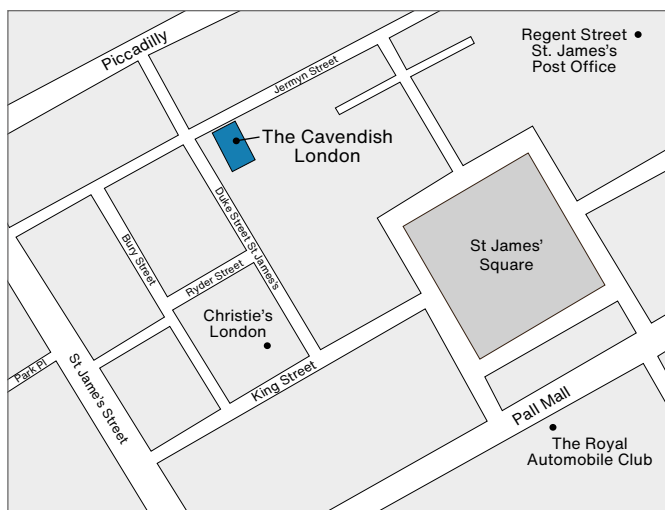 Piccadilly
Regent Street
St. James's
Post Office
Jermyn Street
The Cavendish
London
Duke Street St James's
Bury Street
St James'
Square
Ryder Street
Christie's
London
Park Pl
St Jame's Street
King Street
Pall Mall
The Royal
Automobile Club